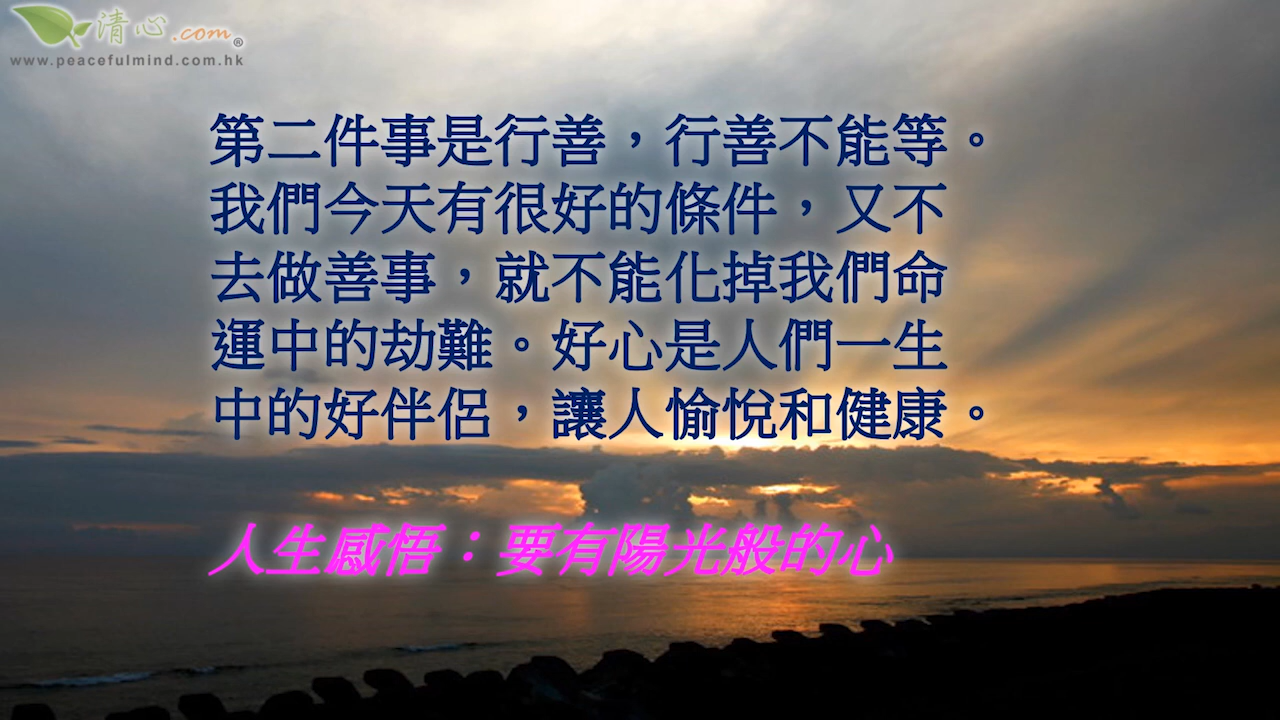 清心.com®
www.peacefulmind.com.hk
第二件事是行善，行善不能等。
我們今天有很好的條件，又不
去做善事，就不能化掉我們命
運中的劫難。好心是人們一生
中的好伴侶，讓人愉悅和健康。
人生感悟：要有陽光般的心